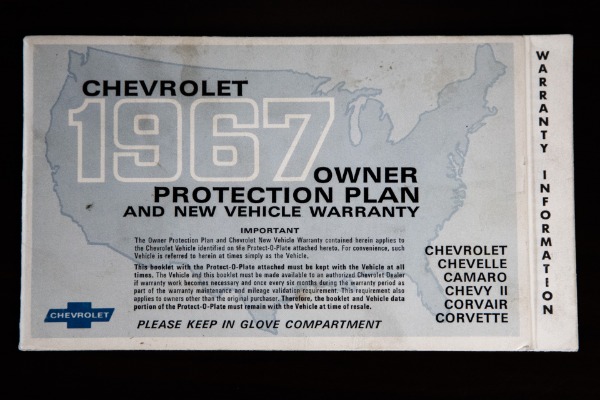 CHEVROLET
1967
OWNER
PROTECTION PLAN
AND NEW VEHICLE WARRANTY
IMPORTANT
The Owner Protection Plan and Chevrolet New Vehicle Warranty contained herein applies to
the Chevrolet Vehicle identified on the Protect-O-Plate attached hereto. For convenience, such
Vehicle is referred to herein at times simply as the Vehicle.
This booklet with the Protect-O-Plate attached must be kept with the Vehicle at all
times. The Vehicle and this booklet must be made available to an authorized Chevrolet Dealer
if warranty work becomes necessary and once every six months during the warranty period as
part of the warranty maintenance and mileage validation requirement. This requirement also
applies to owners other than the original purchaser. Therefore, the booklet and Vehicle data
portion of the Protect-O-Plate must remain with the Vehicle at time of resale.
PLEASE KEEP IN GLOVE COMPARTMENT
CHEVROLET
CHEVROLET
CHEVELLE
CAMARO
CHEVY II
CORVAIR
CORVETTE
WARRANTY INFORMATION